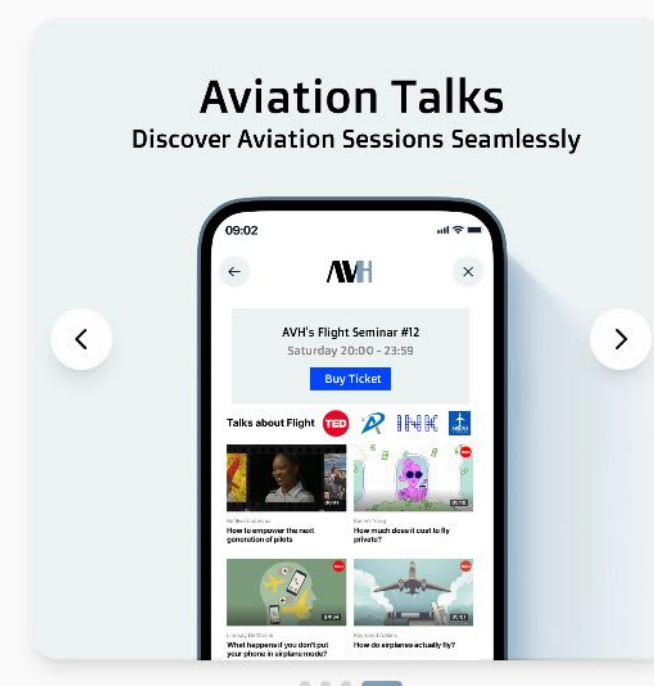 Aviation Talks
Discover Aviation Sessions Seamlessly
09:02
AVH
AVH's Flight Seminar #12
Saturday 20:00 - 23:59
Buy Ticket
Talks about Flight
TED
INK
How to empower the next
generation of pilots
How much does it cost to fly
private?
What happens if you don't put
your phone in airplane mode?
How do airplanes actually fly?